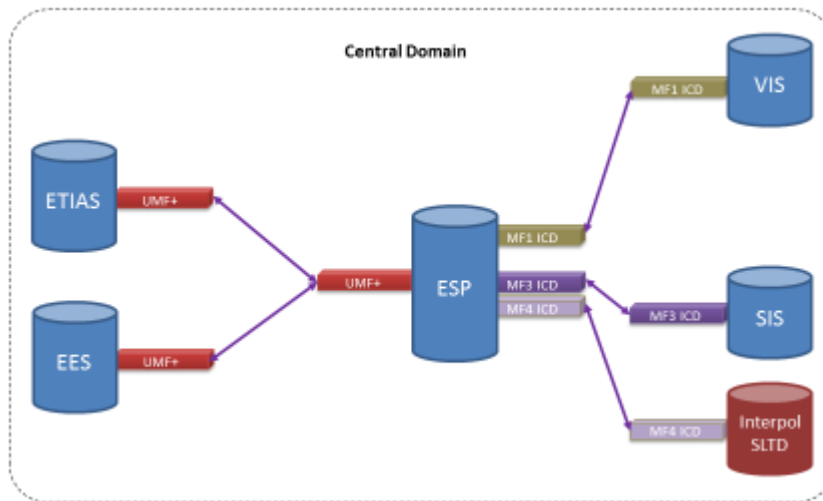 Central Domain
MF1 ICD
VIS
ETIAS
UMF+
MF1 ICD
UMF+
ESP
MF3 ICD
MF4 ICD
MF3 ICD
SIS
EES
UMF+
MF4 ICD
Interpol
SLTD